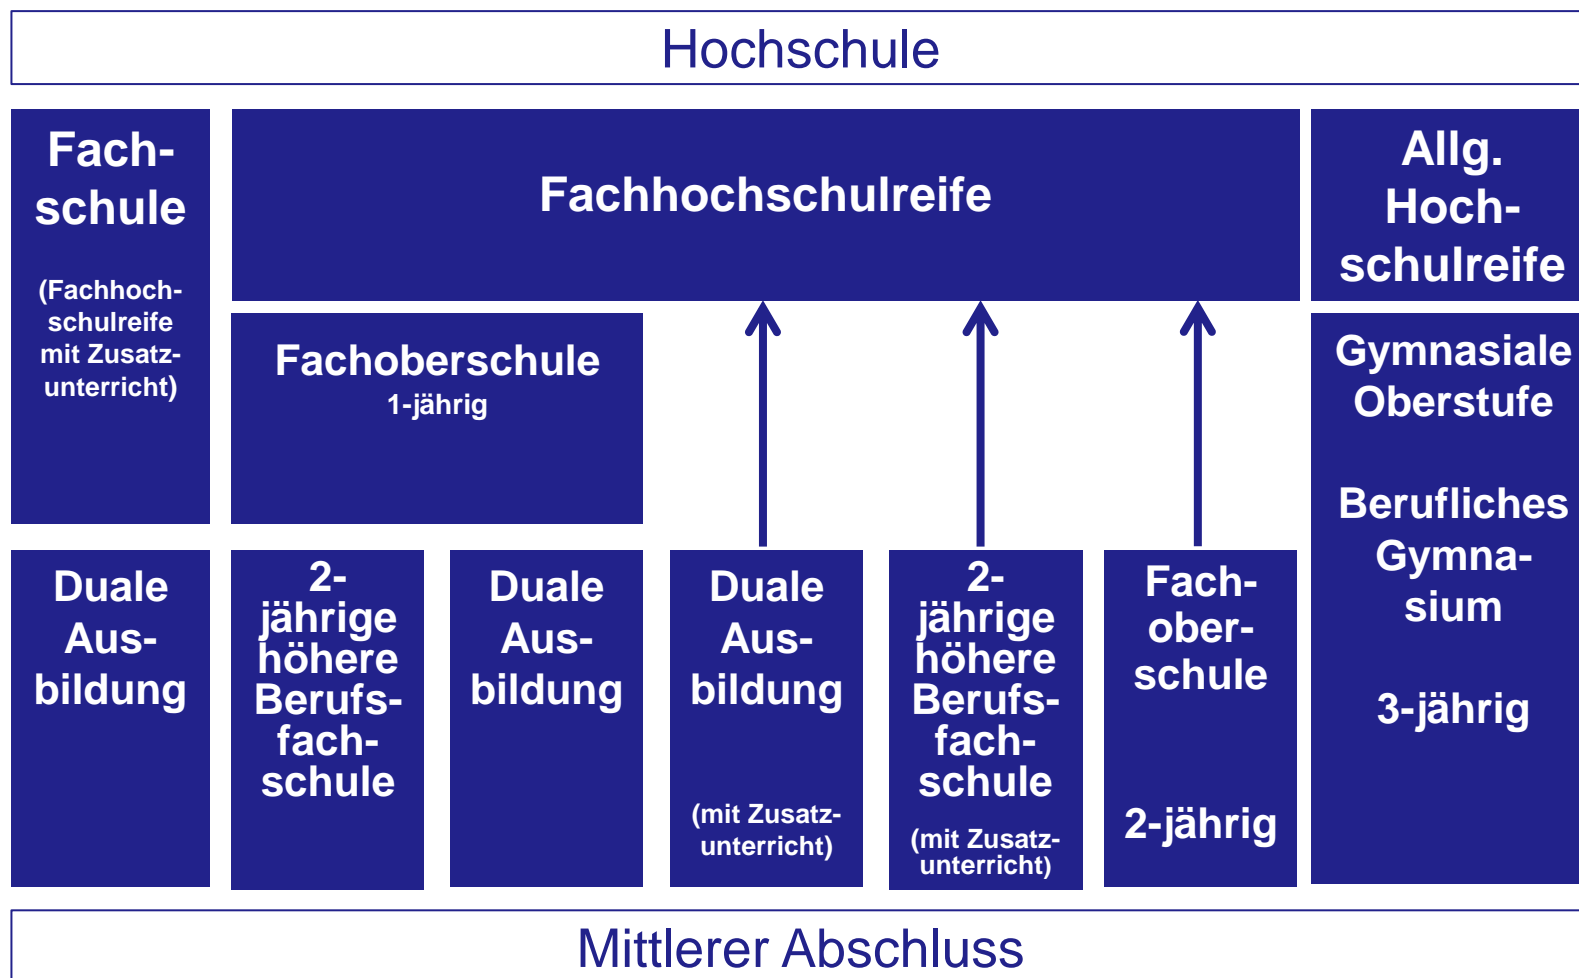 Hochschule
Fach-
schule
(Fachhoch-
schulreife
mit Zusatz-
unterricht)
Fachhochschulreife
Allg.
Hoch-
schulreife
Fachoberschule
1-jährig
Gymnasiale
Oberstufe
Berufliches
Gymna-
sium
3-jährig
Duale
Aus-
bildung
2-
jährige
höhere
Berufs-
fach-
schule
Duale
Aus-
bildung
Duale
Aus-
bildung
(mit Zusatz-
unterricht)
2-
jährige
höhere
Berufs-
fach-
schule
(mit Zusatz-
unterricht)
Fach-
ober-
schule
2-jährig
Mittlerer Abschluss